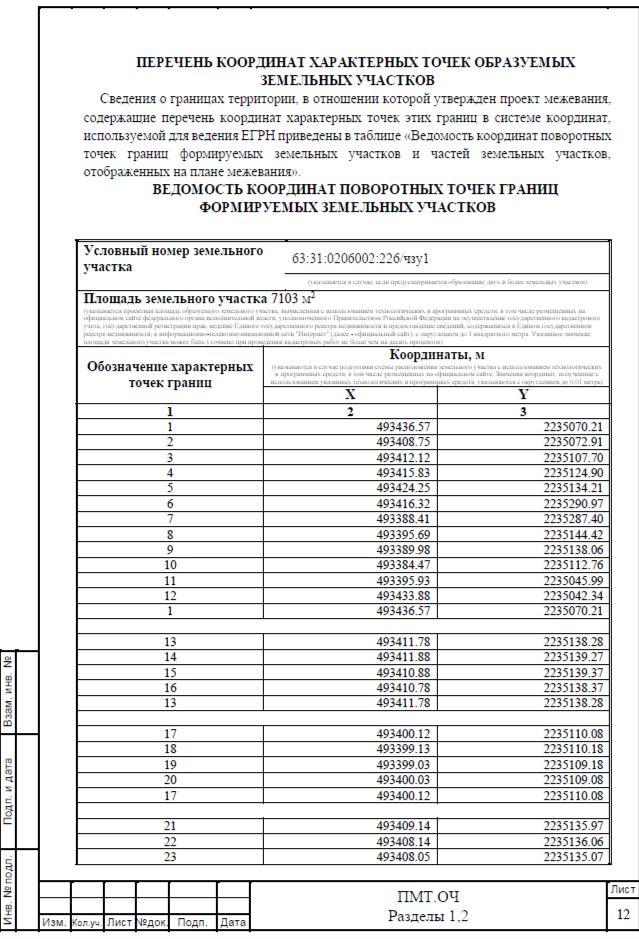 ПЕРЕЧЕНЬ КООРДИНАТ ХАРАКТЕРНЫХ ТОЧЕК ОБРАЗУЕМЫХ
ЗЕМЕЛЬНЫХ УЧАСТКОВ
Сведения о границах территории, в отношении которой утвержден проект межевания,
содержащие перечень координат характерных точек этих границ в системе координат,
используемой для ведения ЕГРН приведены в таблице «Ведомость координат поворотных
точек границ формируемых земельных участков и частей земельных участков,
отображенных на плане межевания».
ВЕДОМОСТЬ КООРДИНАТ ПОВОРОТНЫХ ТОЧЕК ГРАНИЦ
ФОРМИРУЕМЫХ ЗЕМЕЛЬНЫХ УЧАСТКОВ
Условный номер земельного
участка
63:31:0206002:226/чзу1
(указывается в случае, если предусматривается образование двух и более земельных участков)
Площадь земельного участка 7103 м²
(указывается проектная площадь образуемого земельного участка, вычисленная с использованием технологических и программных средств, в том числе размещенных на
официальном сайте федерального органа исполнительной власти, уполномоченного Правительством Российской Федерации на осуществление государственного кадастрового
учета, государственной регистрации прав, ведение Единого государственного реестра недвижимости и предоставление сведений, содержащихся в Едином государственном
реестре недвижимости, в информационно-телекоммуникационной сети "Интернет" (далее - официальный сайт), с округлением до 1 квадратного метра. Указанное значение
площади земельного участка может быть уточнено при проведении кадастровых работ не более чем на десять процентов)
Обозначение характерных
точек границ
Координаты, м
(указываются в случае подготовки схемы расположения земельного участка с использованием технологических
и программных средств, в том числе размещенных на официальном сайте. Значения координат, полученные с
использованием указанных технологических и программных средств, указываются с округлением до 0,01 метра)
X Y
1 2 3
1 493436.57 2235070.21
2 493408.75 2235072.91
3 493412.12 2235107.70
4 493415.83 2235124.90
5 493424.25 2235134.21
6 493416.32 2235290.97
7 493388.41 2235287.40
8 493395.69 2235144.42
9 493389.98 2235138.06
10 493384.47 2235112.76
11 493395.93 2235045.99
12 493433.88 2235042.34
1 493436.57 2235070.21
13 493411.78 2235138.28
14 493411.88 2235139.27
15 493410.88 2235139.37
16 493410.78 2235138.37
13 493411.78 2235138.28
17 493400.12 2235110.08
18 493399.13 2235110.18
19 493399.03 2235109.18
20 493400.03 2235109.08
17 493400.12 2235110.08
21 493409.14 2235135.97
22 493408.14 2235136.06
23 493408.05 2235135.07
Взам. инв. №
Подп. и дата
Инв. № подл.
Изм. Кол.уч. Лист №док. Подп. Дата
ПМТ.ОЧ
Разделы 1,2
Лист
12